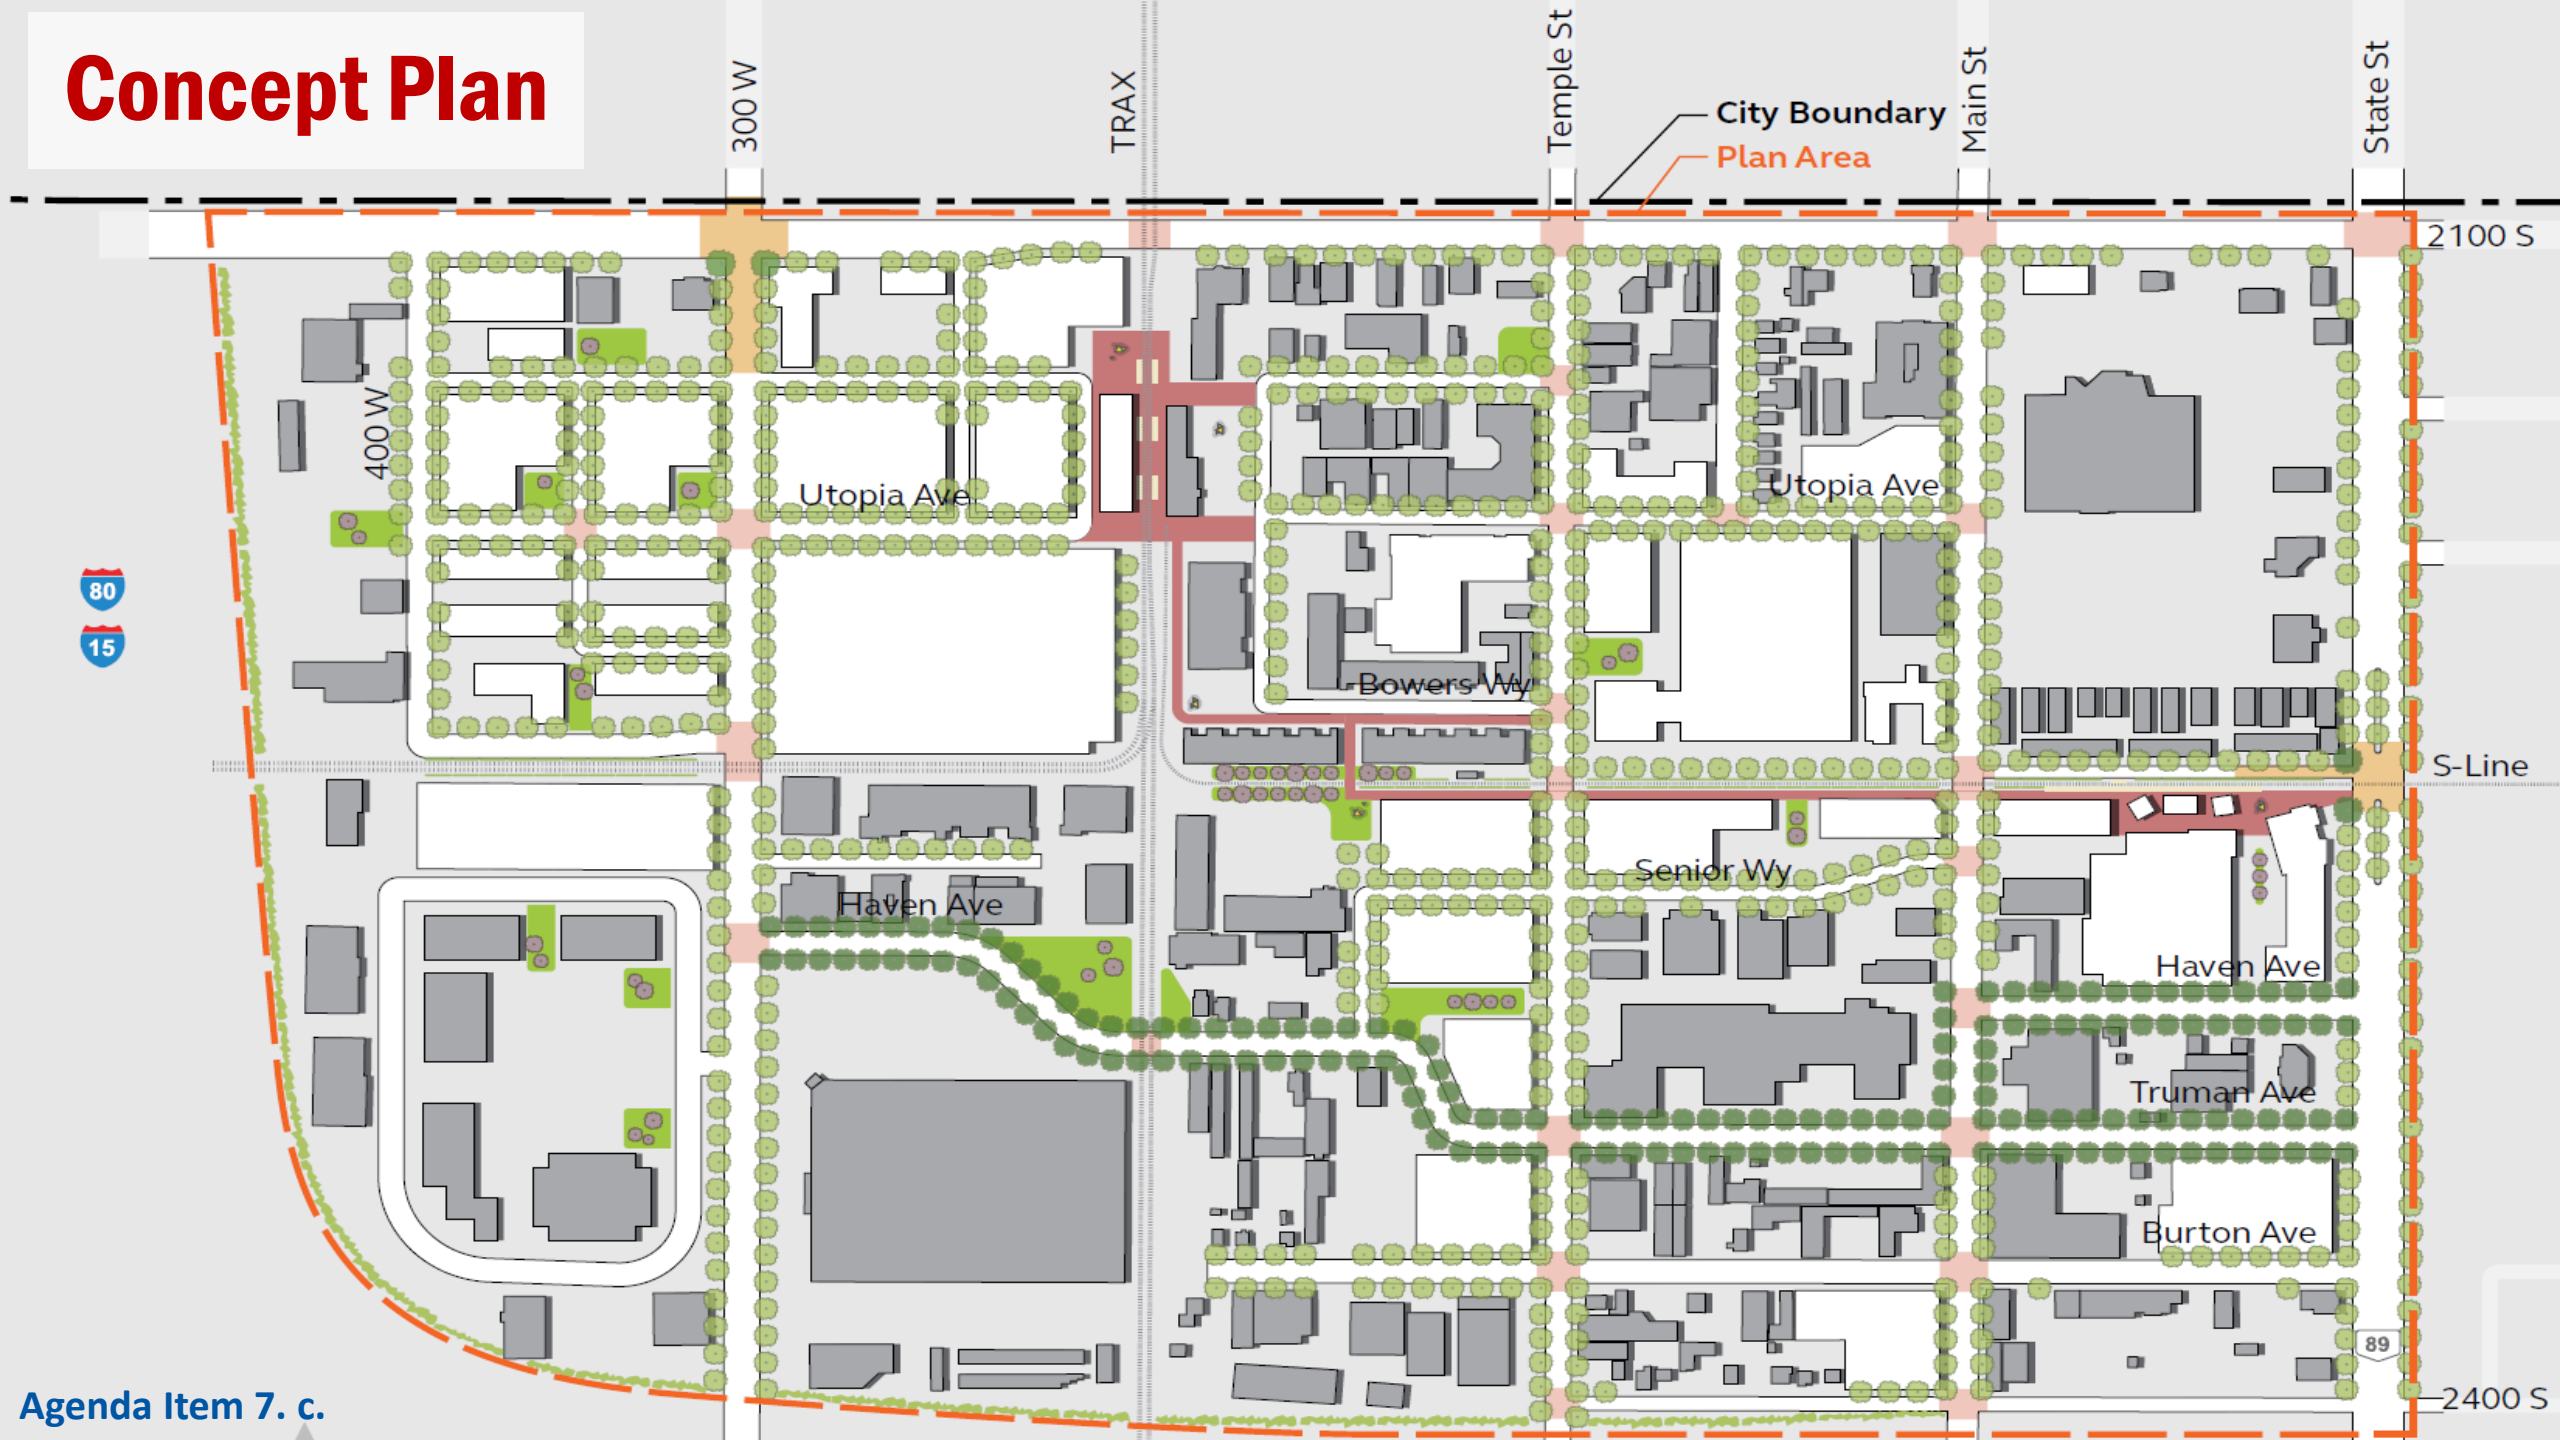 Concept Plan
300 W
TRAX
Temple St
Main St
State St
City Boundary
Plan Area
2100 S
400 W
Utopia Ave
Utopia Ave
80
15
Bowers Wy
S-Line
Senior Wy
Haven Ave
Haven Ave
Truman Ave
Burton Ave
89
2400 S
Agenda Item 7. c.